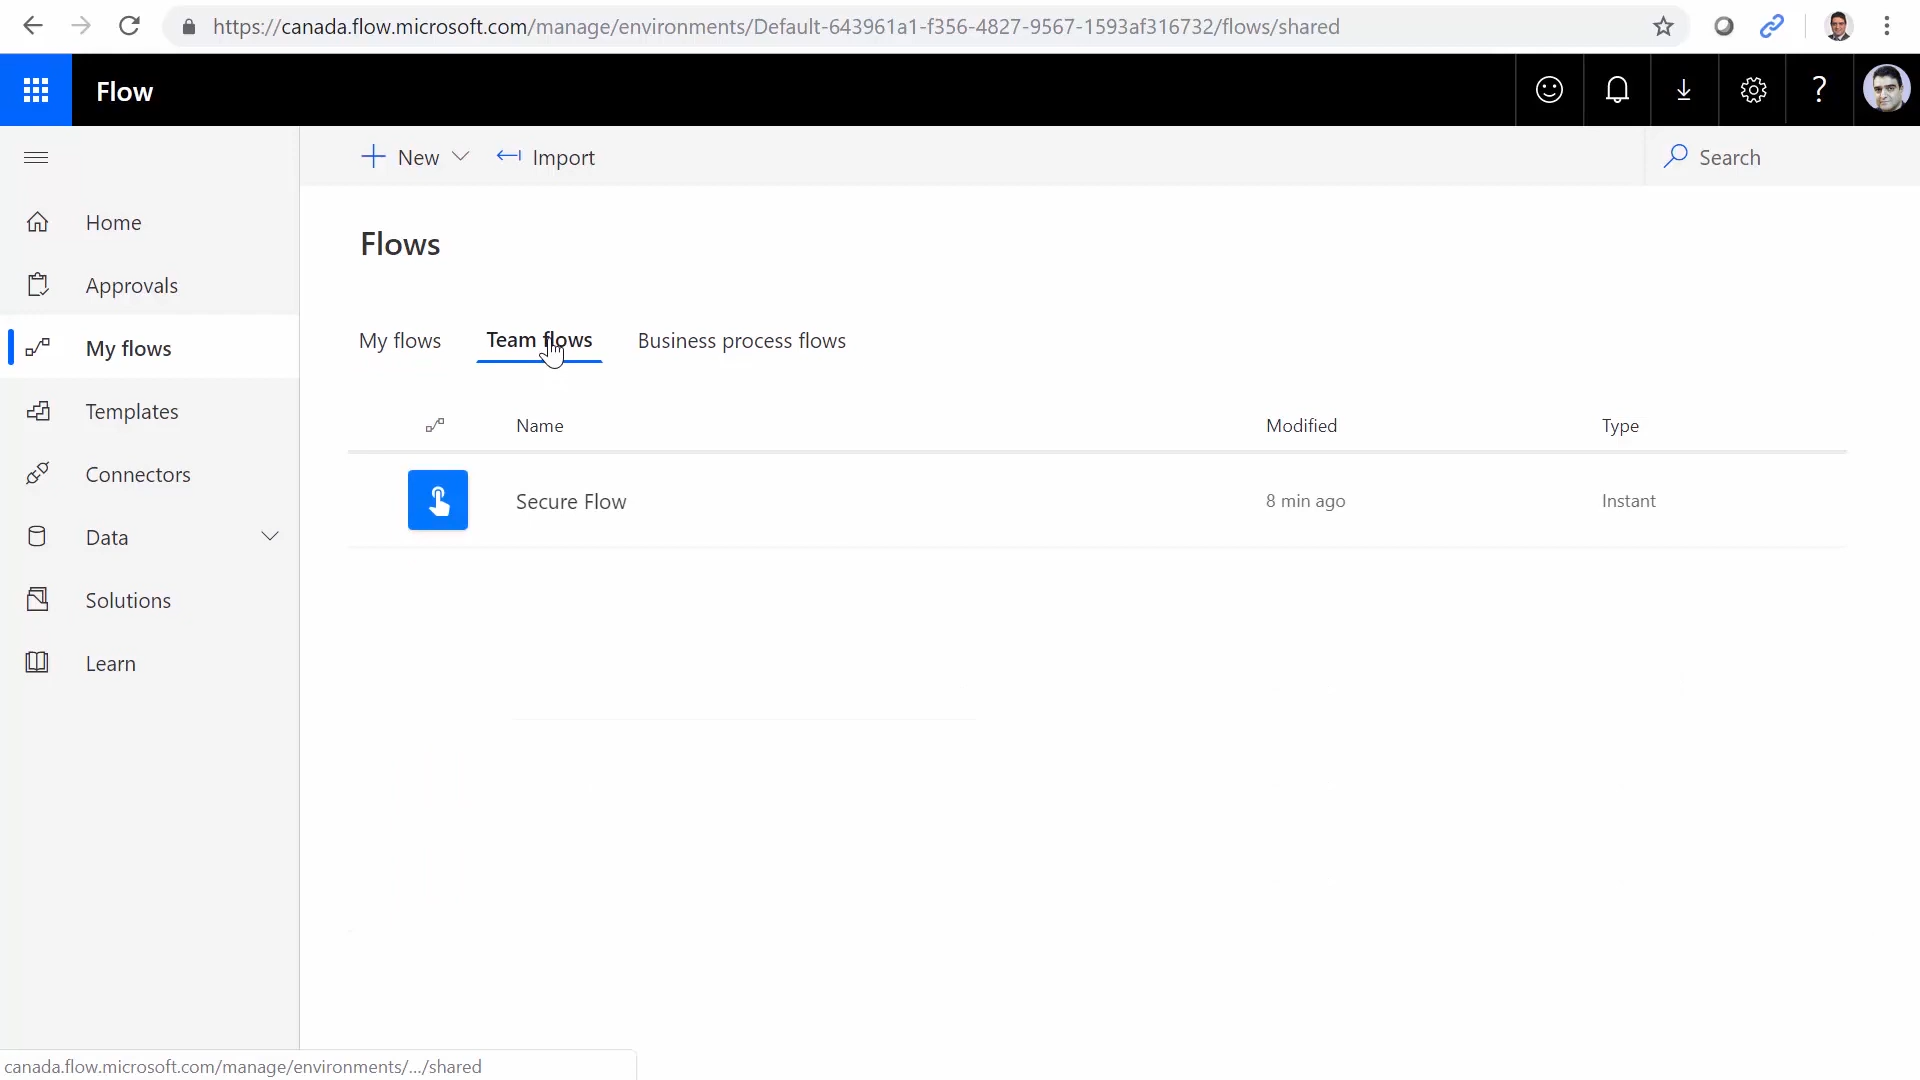 https://canada.flow.microsoft.com/manage/environments/Default-643961a1-f356-4827-9567-1593af316732/flows/shared
Flow
?
New
Import
Search
Home
Approvals
My flows
Templates
Connectors
Data
Solutions
Learn
Flows
My flows
Team flows
Business process flows
Name
Modified
Type
Secure Flow
8 min ago
Instant
canada.flow.microsoft.com/manage/environments/.../shared